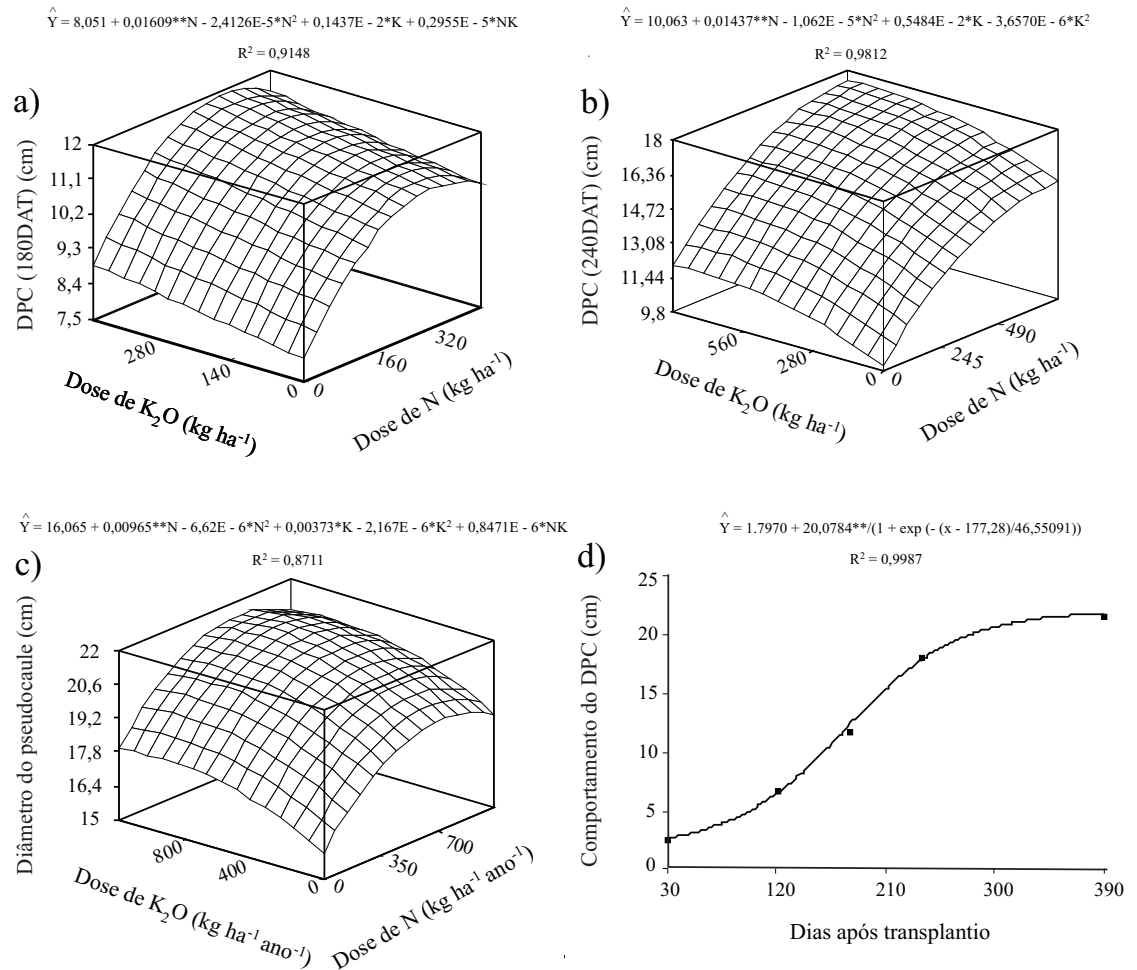 Ŷ = 8,051 + 0,01609**N - 2,4126E-5*N² + 0,1437E - 2*K + 0,2955E - 5*NK
R² = 0,9148
a)
DPC (180DAT) (cm)
12
11,1
10,2
9,3
8,4
7,5
280
140
0
0
160
320
Dose de K₂O (kg ha⁻¹)
Dose de N (kg ha⁻¹)
Ŷ = 10,063 + 0,01437**N - 1,062E - 5*N² + 0,5484E - 2*K - 3,6570E - 6*K²
R² = 0,9812
b)
DPC (240DAT) (cm)
18
16,36
14,72
13,08
11,44
9,8
560
280
0
0
245
490
Dose de K₂O (kg ha⁻¹)
Dose de N (kg ha⁻¹)
Ŷ = 16,065 + 0,00965**N - 6,62E - 6*N² + 0,00373*K - 2,167E - 6*K² + 0,8471E - 6*NK
R² = 0,8711
c)
Diâmetro do pseudocaule (cm)
22
20,6
19,2
17,8
16,4
15
800
400
0
0
350
700
Dose de K₂O (kg ha⁻¹ ano⁻¹)
Dose de N (kg ha⁻¹ ano⁻¹)
Ŷ = 1.7970 + 20,0784**/(1 + exp (- (x - 177,28)/46,55091))
R² = 0,9987
d)
Comportamento do DPC (cm)
25
20
15
10
5
0
30
120
210
300
390
Dias após transplantio